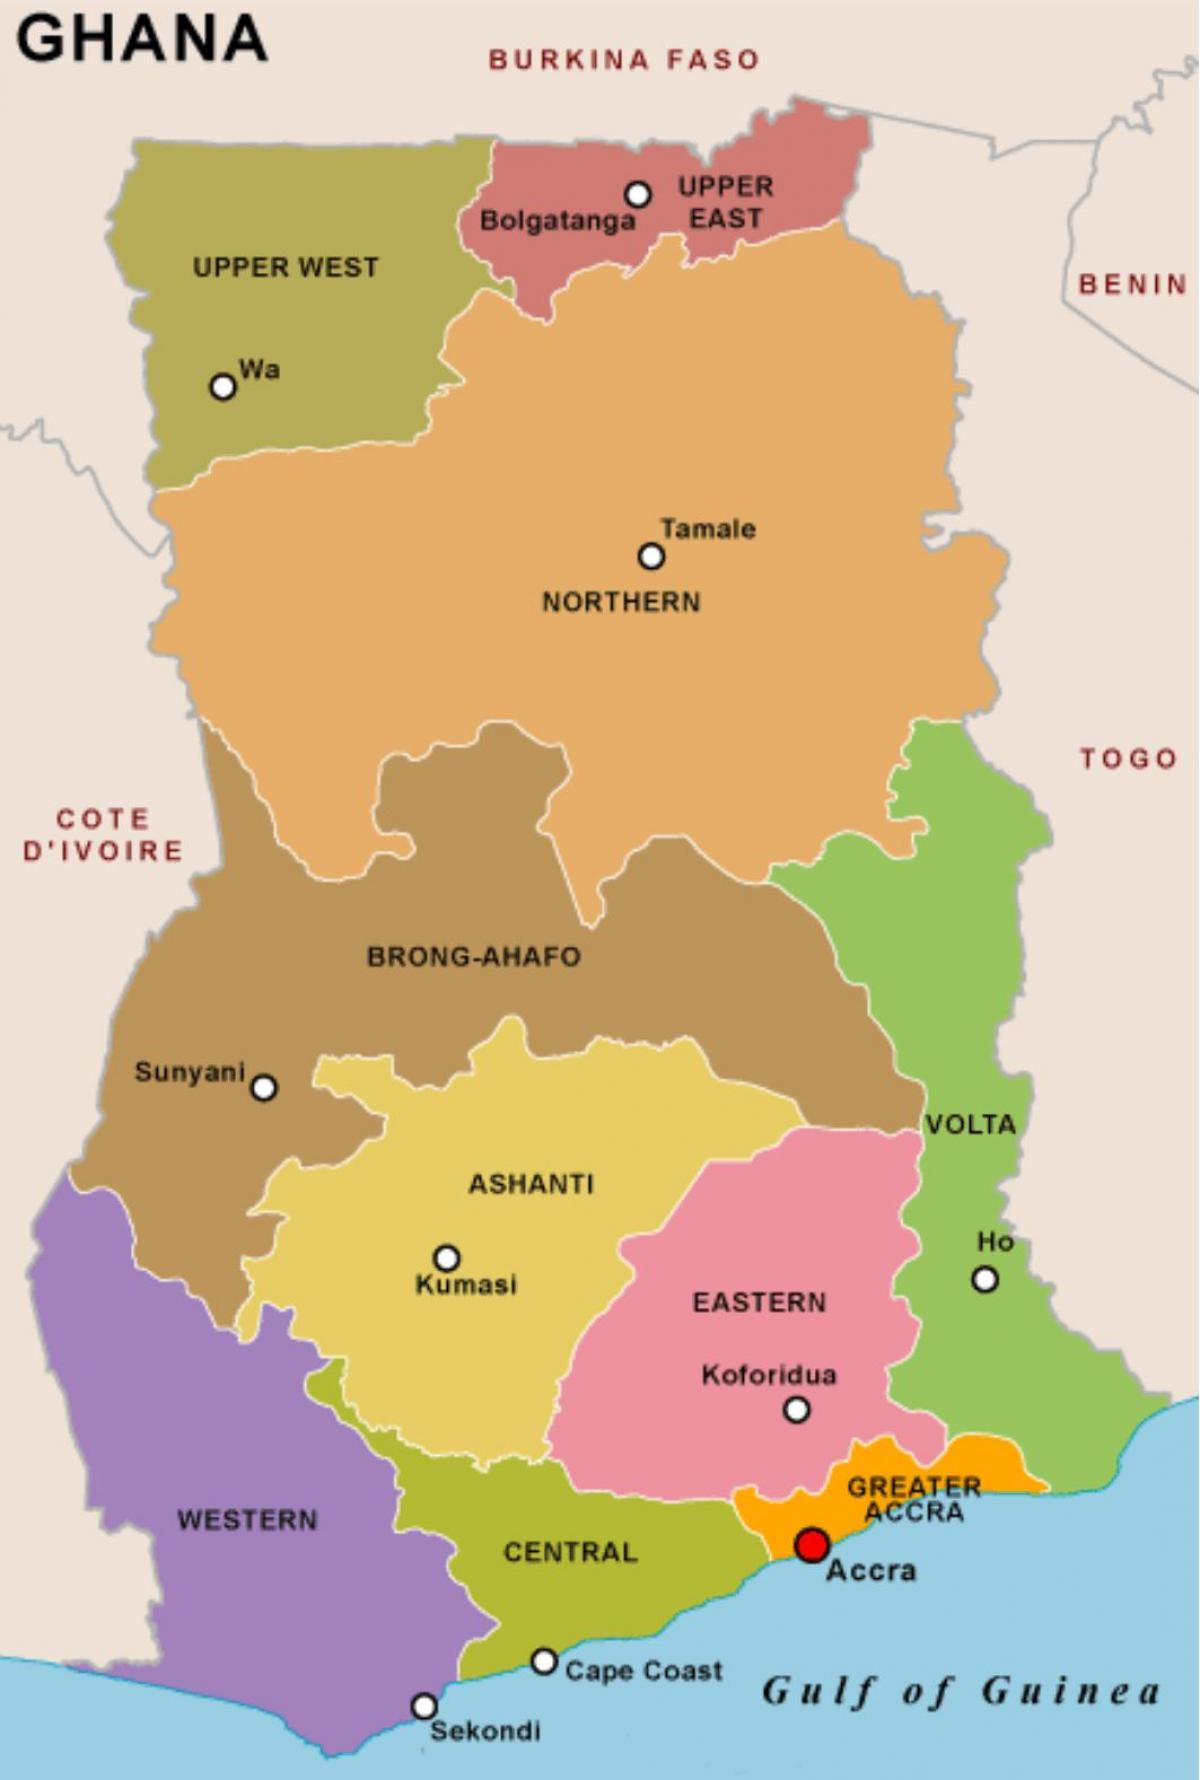 GHANA
BURKINA FASO
UPPER
EAST
Bolgatanga
UPPER WEST
BENIN
Wa
Tamale
NORTHERN
TOGO
COTE
D'IVOIRE
BRONG-AHAFO
Sunyani
VOLTA
ASHANTI
Ho
Kumasi
EASTERN
Koforidua
GREATER
ACCRA
WESTERN
CENTRAL
Accra
Cape Coast
Gulf of Guinea
Sekondi